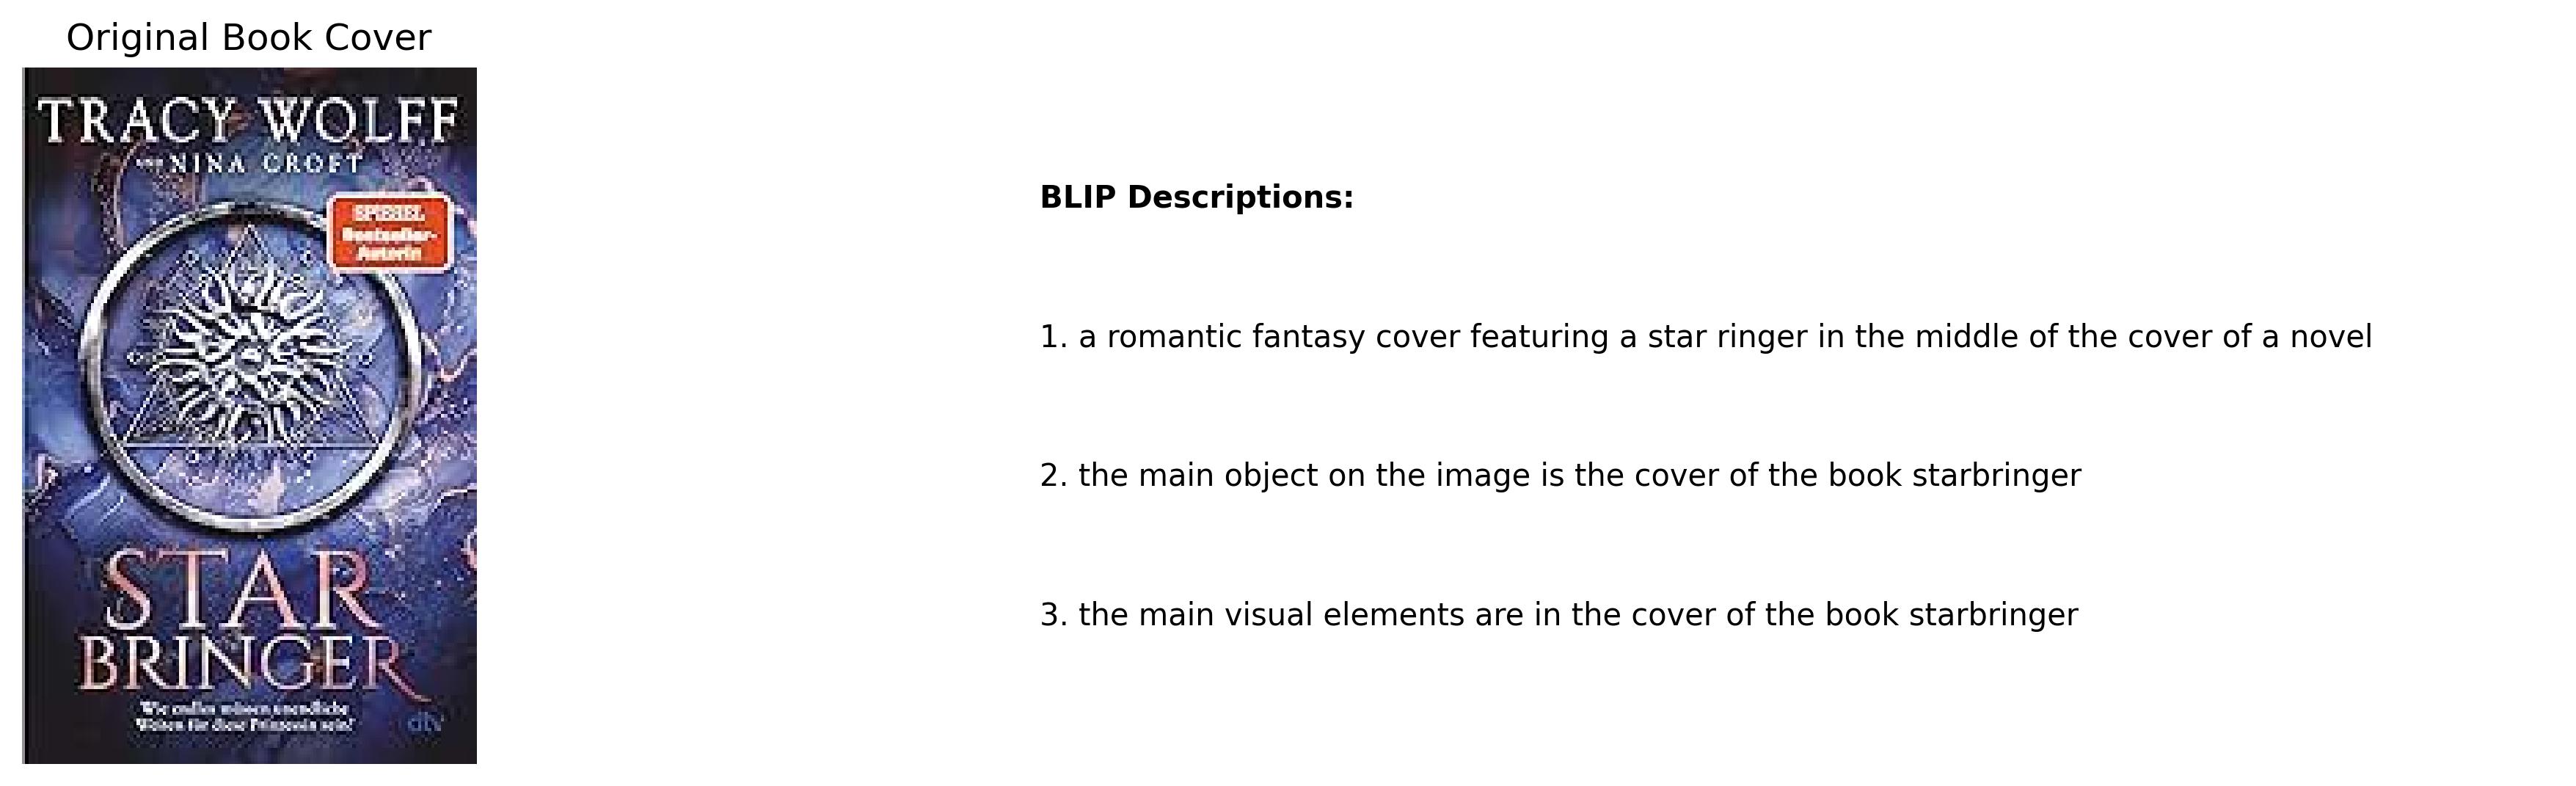 Original Book Cover
TRACY WOLFF
UND NINA CROFT
SPIEGEL
Bestseller-
Autorin
STAR
BRINGER
Wie endlos müssen unendliche
Weiten für diese Prinzessin sein?
dtv
BLIP Descriptions:
1. a romantic fantasy cover featuring a star ringer in the middle of the cover of a novel
2. the main object on the image is the cover of the book starbringer
3. the main visual elements are in the cover of the book starbringer